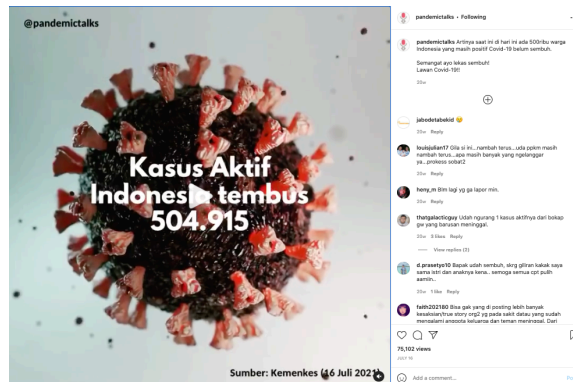 @pandemictalks
Kasus Aktif
Indonesia tembus
504.915
Sumber: Kemenkes (16 Juli 2021)
pandemictalks • Following
pandemictalks Artinya saat ini di hari ini ada 500ribu warga
Indonesia yang masih positif Covid-19 belum sembuh.
Semangat ayo lekas sembuh!
Lawan Covid-19!!
20w
jabodetabekid
20w Reply
louisjulian17 Gila si ini...nambah terus...uda ppkm masih
nambah terus...apa masih banyak yang ngelanggar
ya...prokess sobat2
20w Reply
heny_m Blm lagi yg ga lapor min.
20w Reply
thatgalacticguy Udah ngurang 1 kasus aktifnya dari bokap
gw yang barusan meninggal.
20w 3 likes Reply
View replies (3)
d.prasetyo10 Bapak udah sembuh, skrg giliran kakak saya
sama istri dan anaknya kena.. semoga semua cpt pulih
aamiin..
20w 1 like Reply
faith202180 Bisa gak yang di posting lebih banyak
kesaksian/true story org2 yg pada sakit datau yang sudah
mengalami anggota keluarga dan teman meninggal. Dari
75,102 views
JULY 16
Add a comment...